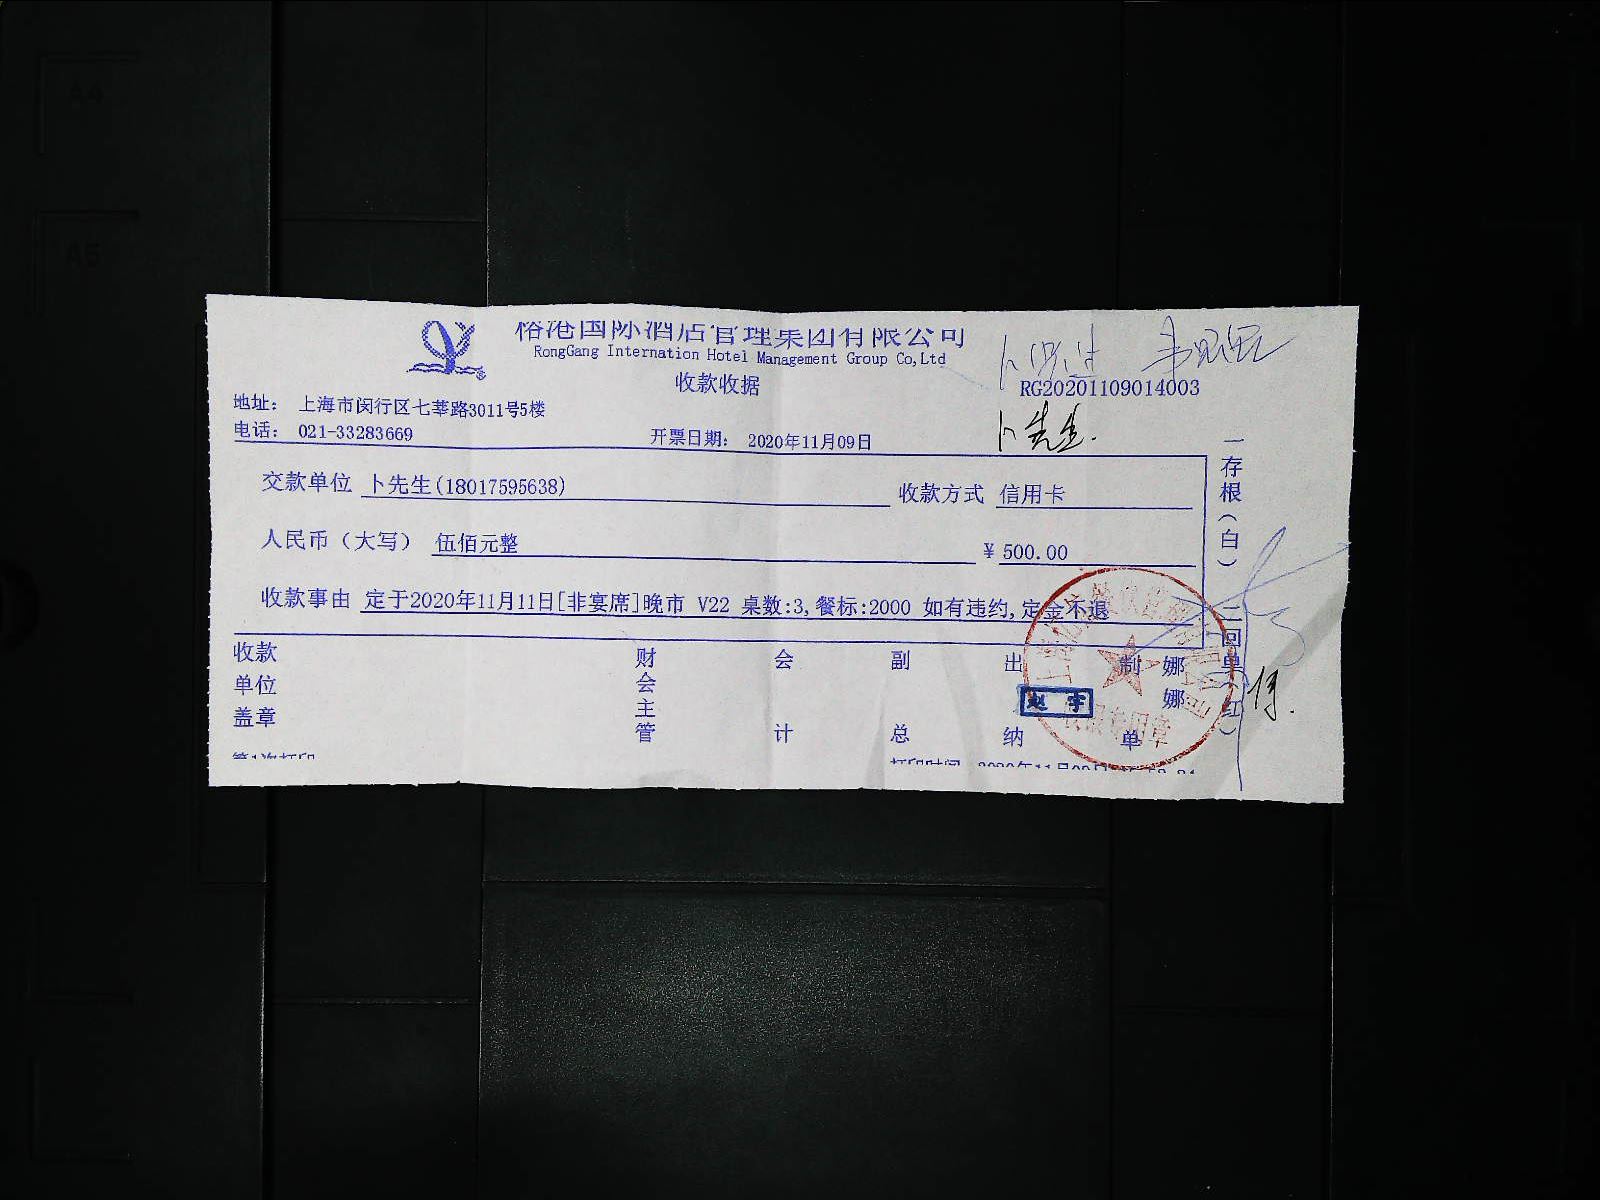 榕港国际酒店管理集团有限公司
RongGang Internation Hotel Management Group Co,Ltd
收款收据
RG20201109014003
地址： 上海市闵行区七莘路3011号5楼
卜先生.
电话： 021-33283669
开票日期： 2020年11月09日
交款单位 卜先生(18017595638)
收款方式 信用卡
人民币（大写） 伍佰元整
¥ 500.00
收款事由 定于2020年11月11日[非宴席]晚市 V22 桌数:3,餐标:2000 如有违约,定金不退
一存根（白） 二回单（红）
收款单位盖章
财会主管
会计
副总
出纳
赵宇
制单
娜娜
第1次打印
A4
A5